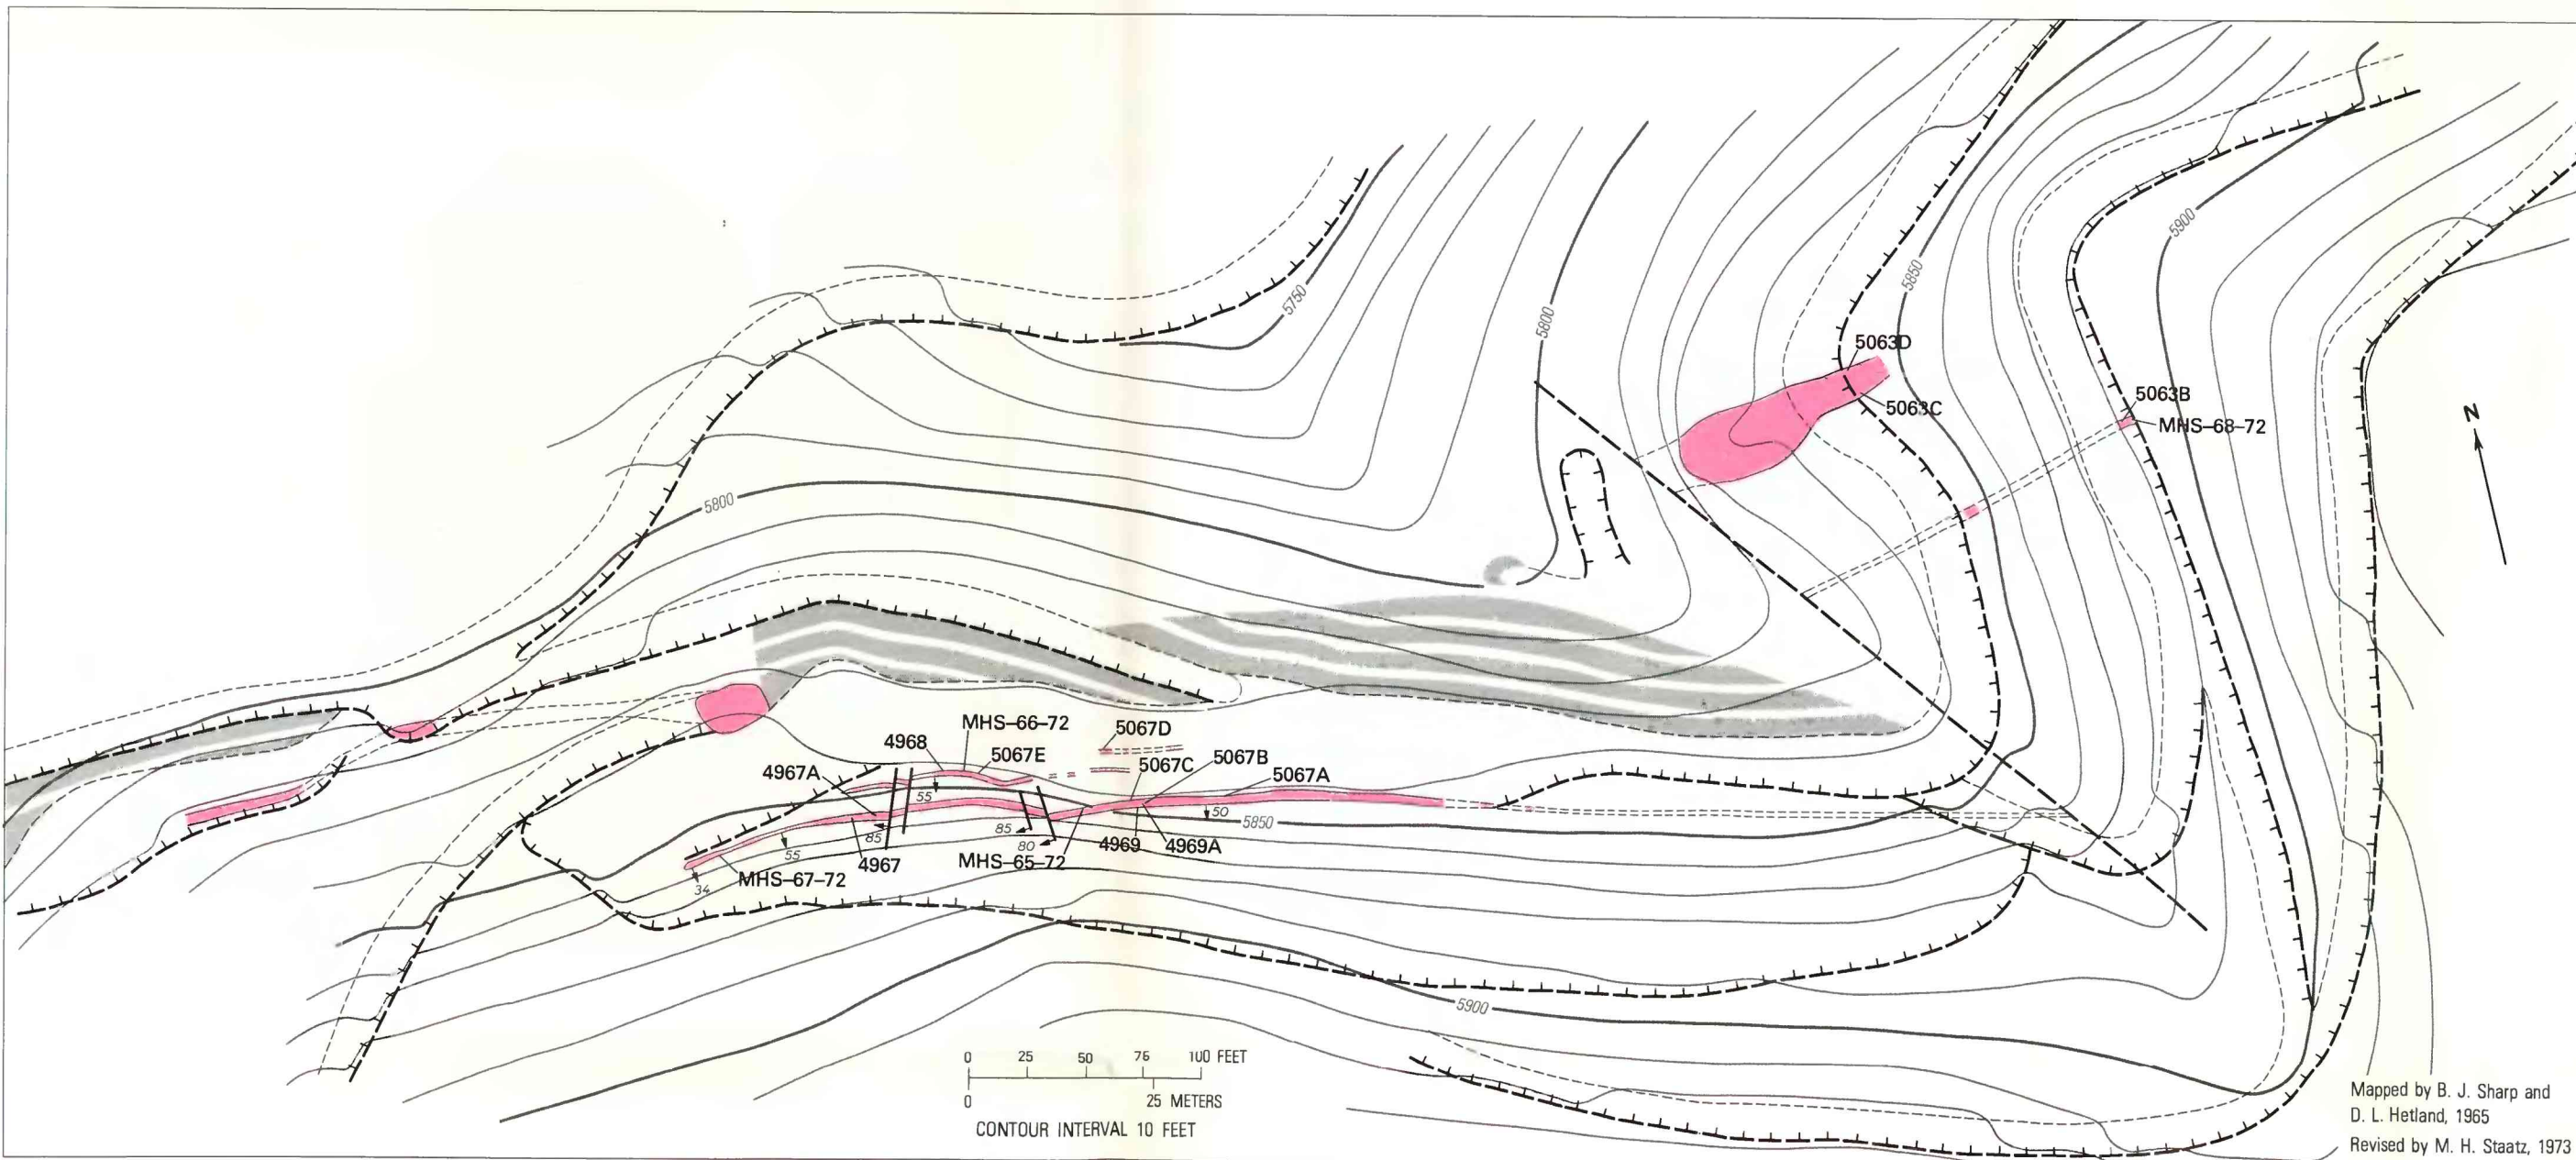 5900
5850
5750
5800
5063D
5063B
5063C
MHS–68–72
N
5800
MHS–66–72
5067D
4968
5067E
5067B
5067C
4967A
5067A
55
50
5850
85
85
55
80
4969
4969A
4967
MHS–65–72
MHS–67–72
34
5900
0 25 50 75 100 FEET
0 25 METERS
CONTOUR INTERVAL 10 FEET
Mapped by B. J. Sharp and
D. L. Hetland, 1965
Revised by M. H. Staatz, 1973